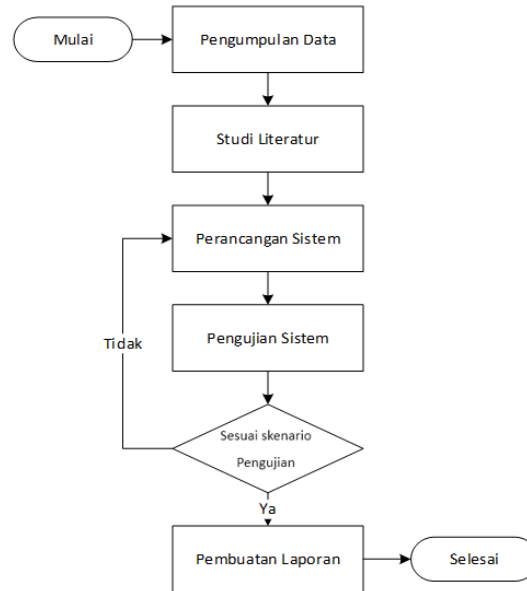 Mulai
Pengumpulan Data
Studi Literatur
Perancangan Sistem
Pengujian Sistem
Tidak
Sesuai skenario
Pengujian
Ya
Pembuatan Laporan
Selesai